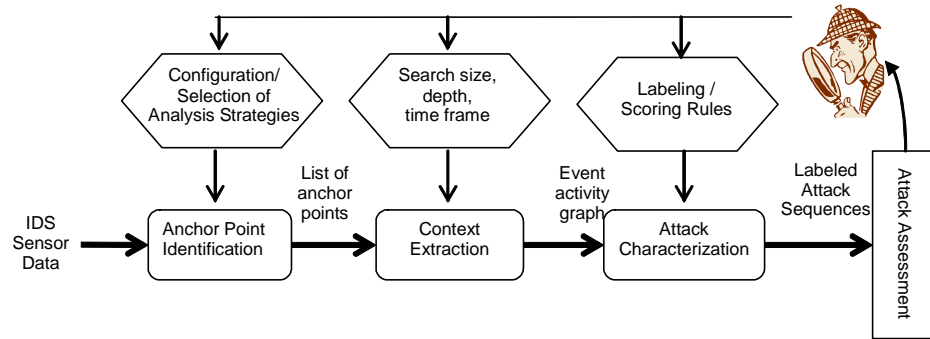 Configuration/
Selection of
Analysis Strategies
Search size,
depth,
time frame
Labeling /
Scoring Rules
IDS
Sensor
Data
Anchor Point
Identification
List of
anchor
points
Context
Extraction
Event
activity
graph
Attack
Characterization
Labeled
Attack
Sequences
Attack Assessment